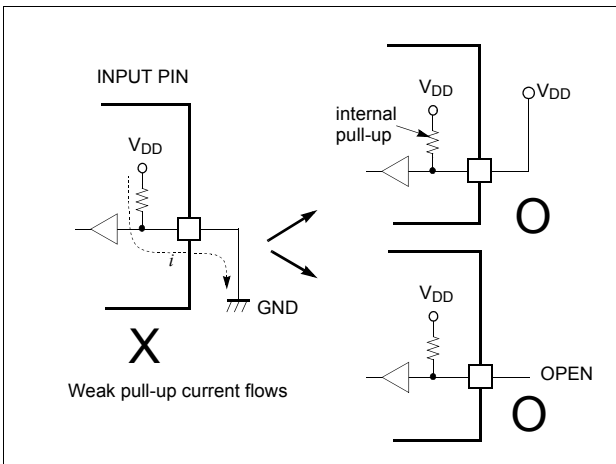 INPUT PIN
VDD
i
GND
X
Weak pull-up current flows
internal
pull-up
VDD
VDD
O
VDD
OPEN
O